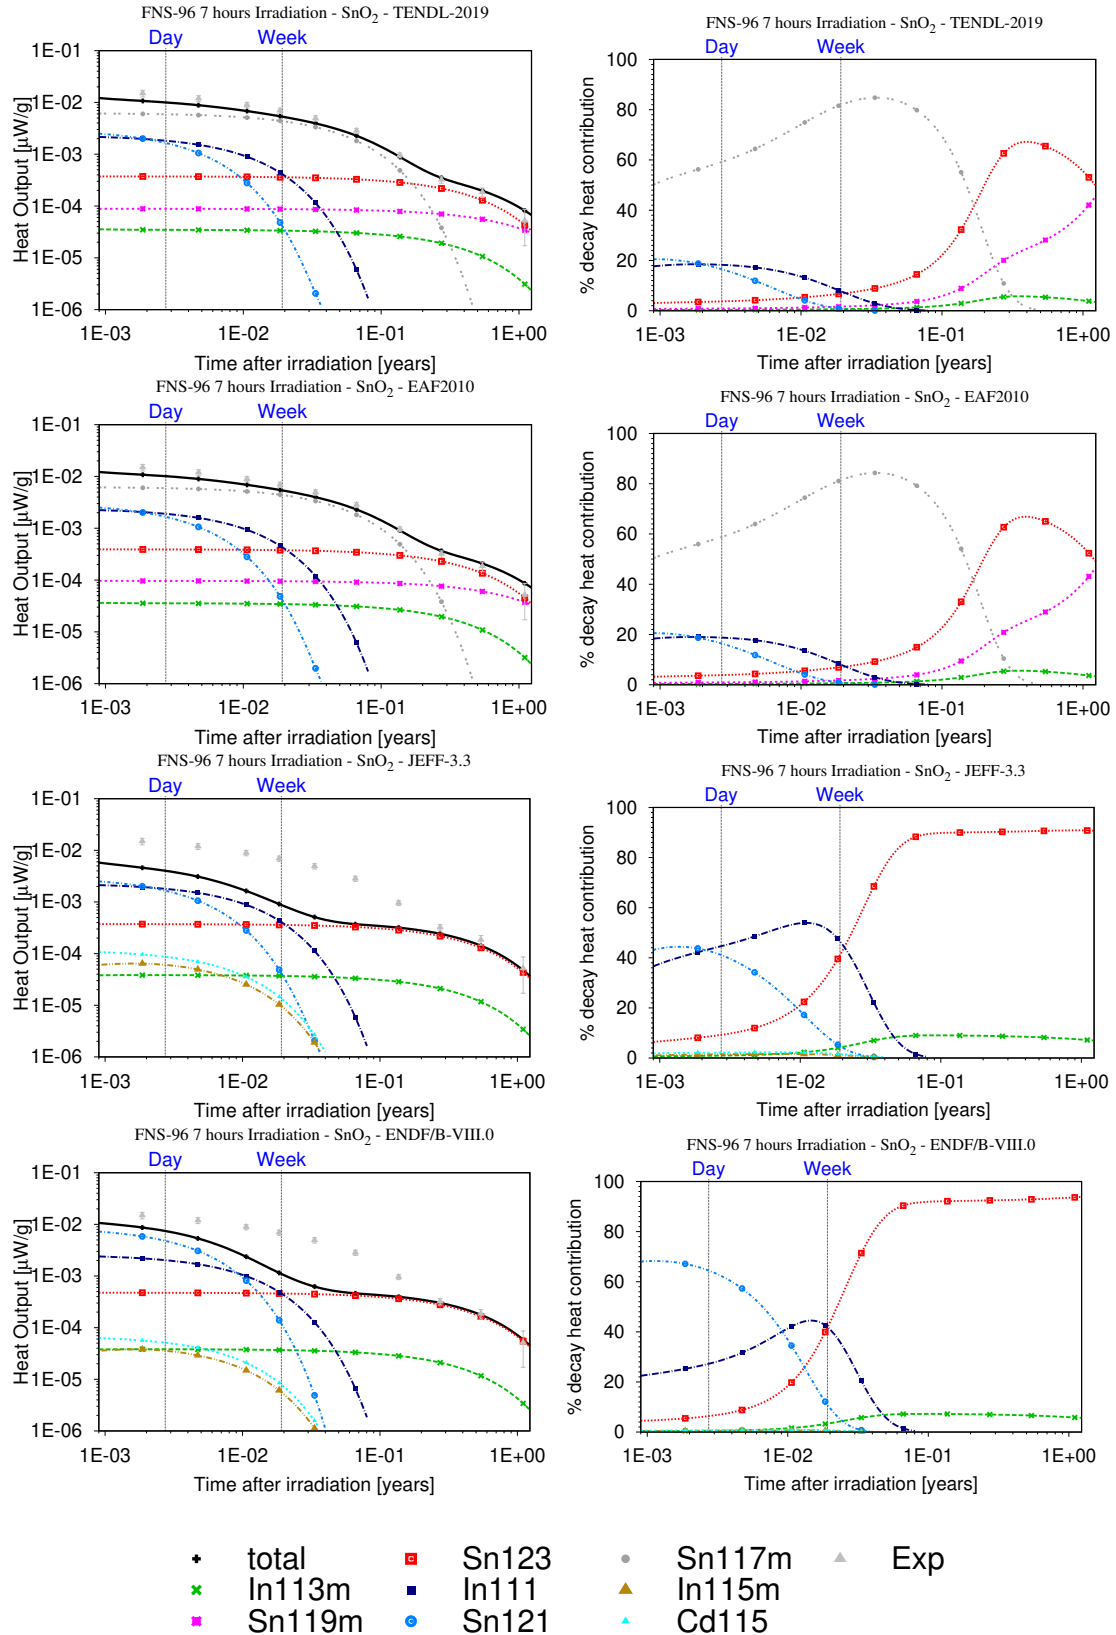 FNS-96 7 hours Irradiation - SnO2 - TENDL-2019
Day Week
1E-01
1E-02
1E-03
1E-04
1E-05
1E-06
Heat Output [µW/g]
1E-03 1E-02 1E-01 1E+00
Time after irradiation [years]
FNS-96 7 hours Irradiation - SnO2 - TENDL-2019
Day Week
100
80
60
40
20
0
% decay heat contribution
1E-03 1E-02 1E-01 1E+00
Time after irradiation [years]
FNS-96 7 hours Irradiation - SnO2 - EAF2010
Day Week
1E-01
1E-02
1E-03
1E-04
1E-05
1E-06
Heat Output [µW/g]
1E-03 1E-02 1E-01 1E+00
Time after irradiation [years]
FNS-96 7 hours Irradiation - SnO2 - EAF2010
Day Week
100
80
60
40
20
0
% decay heat contribution
1E-03 1E-02 1E-01 1E+00
Time after irradiation [years]
FNS-96 7 hours Irradiation - SnO2 - JEFF-3.3
Day Week
1E-01
1E-02
1E-03
1E-04
1E-05
1E-06
Heat Output [µW/g]
1E-03 1E-02 1E-01 1E+00
Time after irradiation [years]
FNS-96 7 hours Irradiation - SnO2 - JEFF-3.3
Day Week
100
80
60
40
20
0
% decay heat contribution
1E-03 1E-02 1E-01 1E+00
Time after irradiation [years]
FNS-96 7 hours Irradiation - SnO2 - ENDF/B-VIII.0
Day Week
1E-01
1E-02
1E-03
1E-04
1E-05
1E-06
Heat Output [µW/g]
1E-03 1E-02 1E-01 1E+00
Time after irradiation [years]
FNS-96 7 hours Irradiation - SnO2 - ENDF/B-VIII.0
Day Week
100
80
60
40
20
0
% decay heat contribution
1E-03 1E-02 1E-01 1E+00
Time after irradiation [years]
total Sn123 Sn117m Exp
In113m In111 In115m
Sn119m Sn121 Cd115